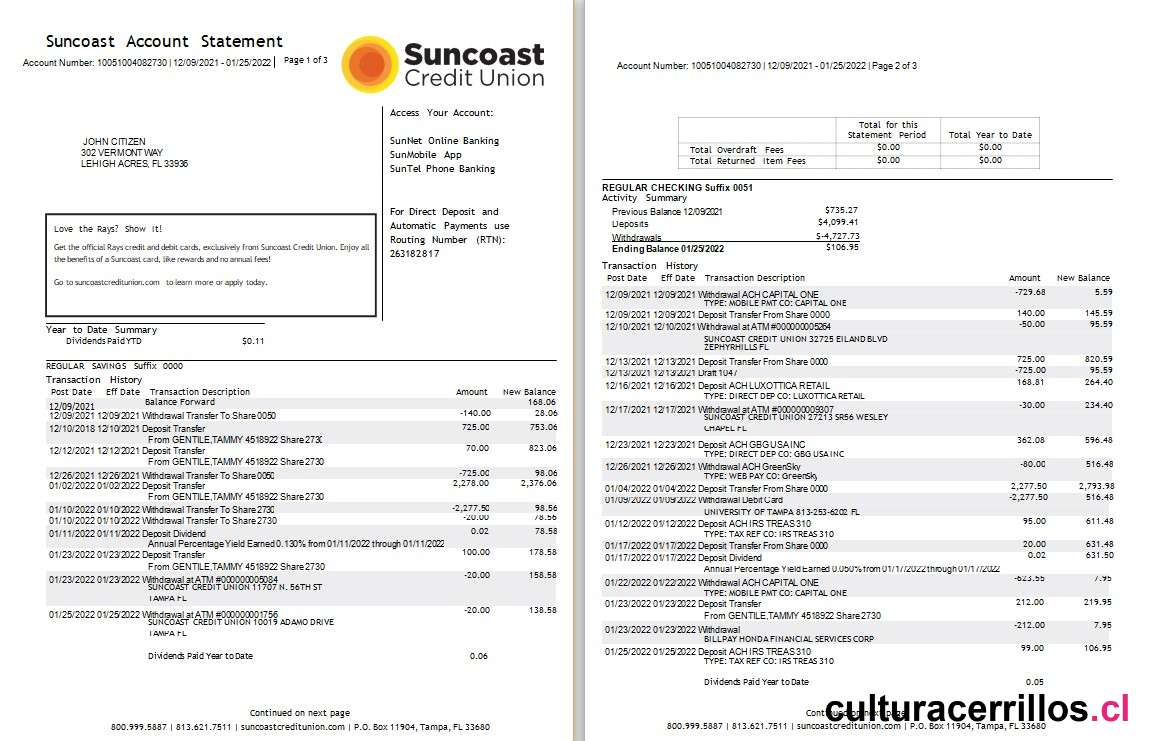 Suncoast Account Statement
Account Number: 10051004082730 | 12/09/2021 - 01/25/2022 | Page 1 of 3
Suncoast
Credit Union
JOHN CITIZEN
302 VERMONT WAY
LEHIGH ACRES, FL 33936
Access Your Account:
SunNet Online Banking
SunMobile App
SunTel Phone Banking
For Direct Deposit and
Automatic Payments use
Routing Number (RTN):
263182817
Love the Rays? Show It!
Get the official Rays credit and debit cards, exclusively from Suncoast Credit Union. Enjoy all
the benefits of a Suncoast card, like rewards and no annual fees!
Go to suncoastcreditunion.com to learn more or apply today.
Year to Date Summary
Dividends Paid YTD $0.11
REGULAR SAVINGS Suffix 0000
Transaction History
Post Date Eff Date Transaction Description Amount New Balance
12/09/2021 Balance Forward 168.06
12/09/2021 12/09/2021 Withdrawal Transfer To Share 0050 -140.00 28.06
12/10/2018 12/10/2021 Deposit Transfer 725.00 753.06
From GENTILE,TAMMY 4518922 Share 2730
12/12/2021 12/12/2021 Deposit Transfer 70.00 823.06
From GENTILE,TAMMY 4518922 Share 2730
12/26/2021 12/26/2021 Withdrawal Transfer To Share 0050 -725.00 98.06
01/02/2022 01/02/2022 Deposit Transfer 2,278.00 2,376.06
From GENTILE,TAMMY 4518922 Share 2730
01/10/2022 01/10/2022 Withdrawal Transfer To Share 2730 -2,277.50 98.56
01/10/2022 01/10/2022 Withdrawal Transfer To Share 2730 -20.00 78.56
01/11/2022 01/11/2022 Deposit Dividend 0.02 78.58
Annual Percentage Yield Earned 0.130% from 01/11/2022 through 01/11/2022
01/23/2022 01/23/2022 Deposit Transfer 100.00 178.58
From GENTILE,TAMMY 4518922 Share 2730
01/23/2022 01/23/2022 Withdrawal at ATM #000000005084 -20.00 158.58
SUNCOAST CREDIT UNION 11707 N. 56TH ST
TAMPA FL
01/25/2022 01/25/2022 Withdrawal at ATM #000000001756 -20.00 138.58
SUNCOAST CREDIT UNION 10019 ADAMO DRIVE
TAMPA FL
Dividends Paid Year to Date 0.06
Continued on next page
800.999.5887 | 813.621.7511 | suncoastcreditunion.com | P.O. Box 11904, Tampa, FL 33680
Account Number: 10051004082730 | 12/09/2021 - 01/25/2022 | Page 2 of 3
Total for this
Statement Period Total Year to Date
Total Overdraft Fees $0.00 $0.00
Total Returned Item Fees $0.00 $0.00
REGULAR CHECKING Suffix 0051
Activity Summary
Previous Balance 12/09/2021 $735.27
Deposits $4,099.41
Withdrawals $-4,727.73
Ending Balance 01/25/2022 $106.95
Transaction History
Post Date Eff Date Transaction Description Amount New Balance
12/09/2021 12/09/2021 Withdrawal ACH CAPITAL ONE -729.68 5.59
TYPE: MOBILE PMT CO: CAPITAL ONE
12/09/2021 12/09/2021 Deposit Transfer From Share 0000 140.00 145.59
12/10/2021 12/10/2021 Withdrawal at ATM #000000005264 -50.00 95.59
SUNCOAST CREDIT UNION 32725 EILAND BLVD
ZEPHYRHILLS FL
12/13/2021 12/13/2021 Deposit Transfer From Share 0000 725.00 820.59
12/13/2021 12/13/2021 Draft 1047 -725.00 95.59
12/16/2021 12/16/2021 Deposit ACH LUXOTTICA RETAIL 168.81 264.40
TYPE: DIRECT DEP CO: LUXOTTICA RETAIL
12/17/2021 12/17/2021 Withdrawal at ATM #000000009307 -30.00 234.40
SUNCOAST CREDIT UNION 27213 SR56 WESLEY
CHAPEL FL
12/23/2021 12/23/2021 Deposit ACH GBG USA INC 362.08 596.48
TYPE: DIRECT DEP CO: GBG USA INC
12/26/2021 12/26/2021 Withdrawal ACH GreenSky -80.00 516.48
TYPE: WEB PAY CO: GreenSky
01/04/2022 01/04/2022 Deposit Transfer From Share 0000 2,277.50 2,793.98
01/09/2022 01/09/2022 Withdrawal Debit Card -2,277.50 516.48
UNIVERSITY OF TAMPA 813-253-6202 FL
01/12/2022 01/12/2022 Deposit ACH IRS TREAS 310 95.00 611.48
TYPE: TAX REF CO: IRS TREAS 310
01/17/2022 01/17/2022 Deposit Transfer From Share 0000 20.00 631.48
01/17/2022 01/17/2022 Deposit Dividend 0.02 631.50
Annual Percentage Yield Earned 0.050% from 01/17/2022 through 01/17/2022
01/22/2022 01/22/2022 Withdrawal ACH CAPITAL ONE -623.55 7.95
TYPE: MOBILE PMT CO: CAPITAL ONE
01/23/2022 01/23/2022 Deposit Transfer 212.00 219.95
From GENTILE,TAMMY 4518922 Share 2730
01/23/2022 01/23/2022 Withdrawal -212.00 7.95
BILLPAY HONDA FINANCIAL SERVICES CORP
01/25/2022 01/25/2022 Deposit ACH IRS TREAS 310 99.00 106.95
TYPE: TAX REF CO: IRS TREAS 310
Dividends Paid Year to Date 0.05
Continued on next page
culturacerrillos.cl
800.999.5887 | 813.621.7511 | suncoastcreditunion.com | P.O. Box 11904, Tampa, FL 33680